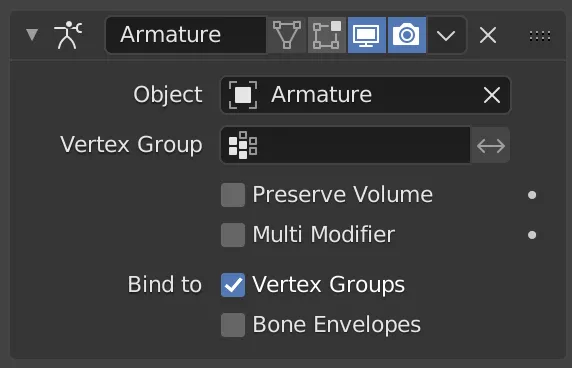 Armature
Object Armature
Vertex Group
Preserve Volume
Multi Modifier
Bind to Vertex Groups
Bone Envelopes